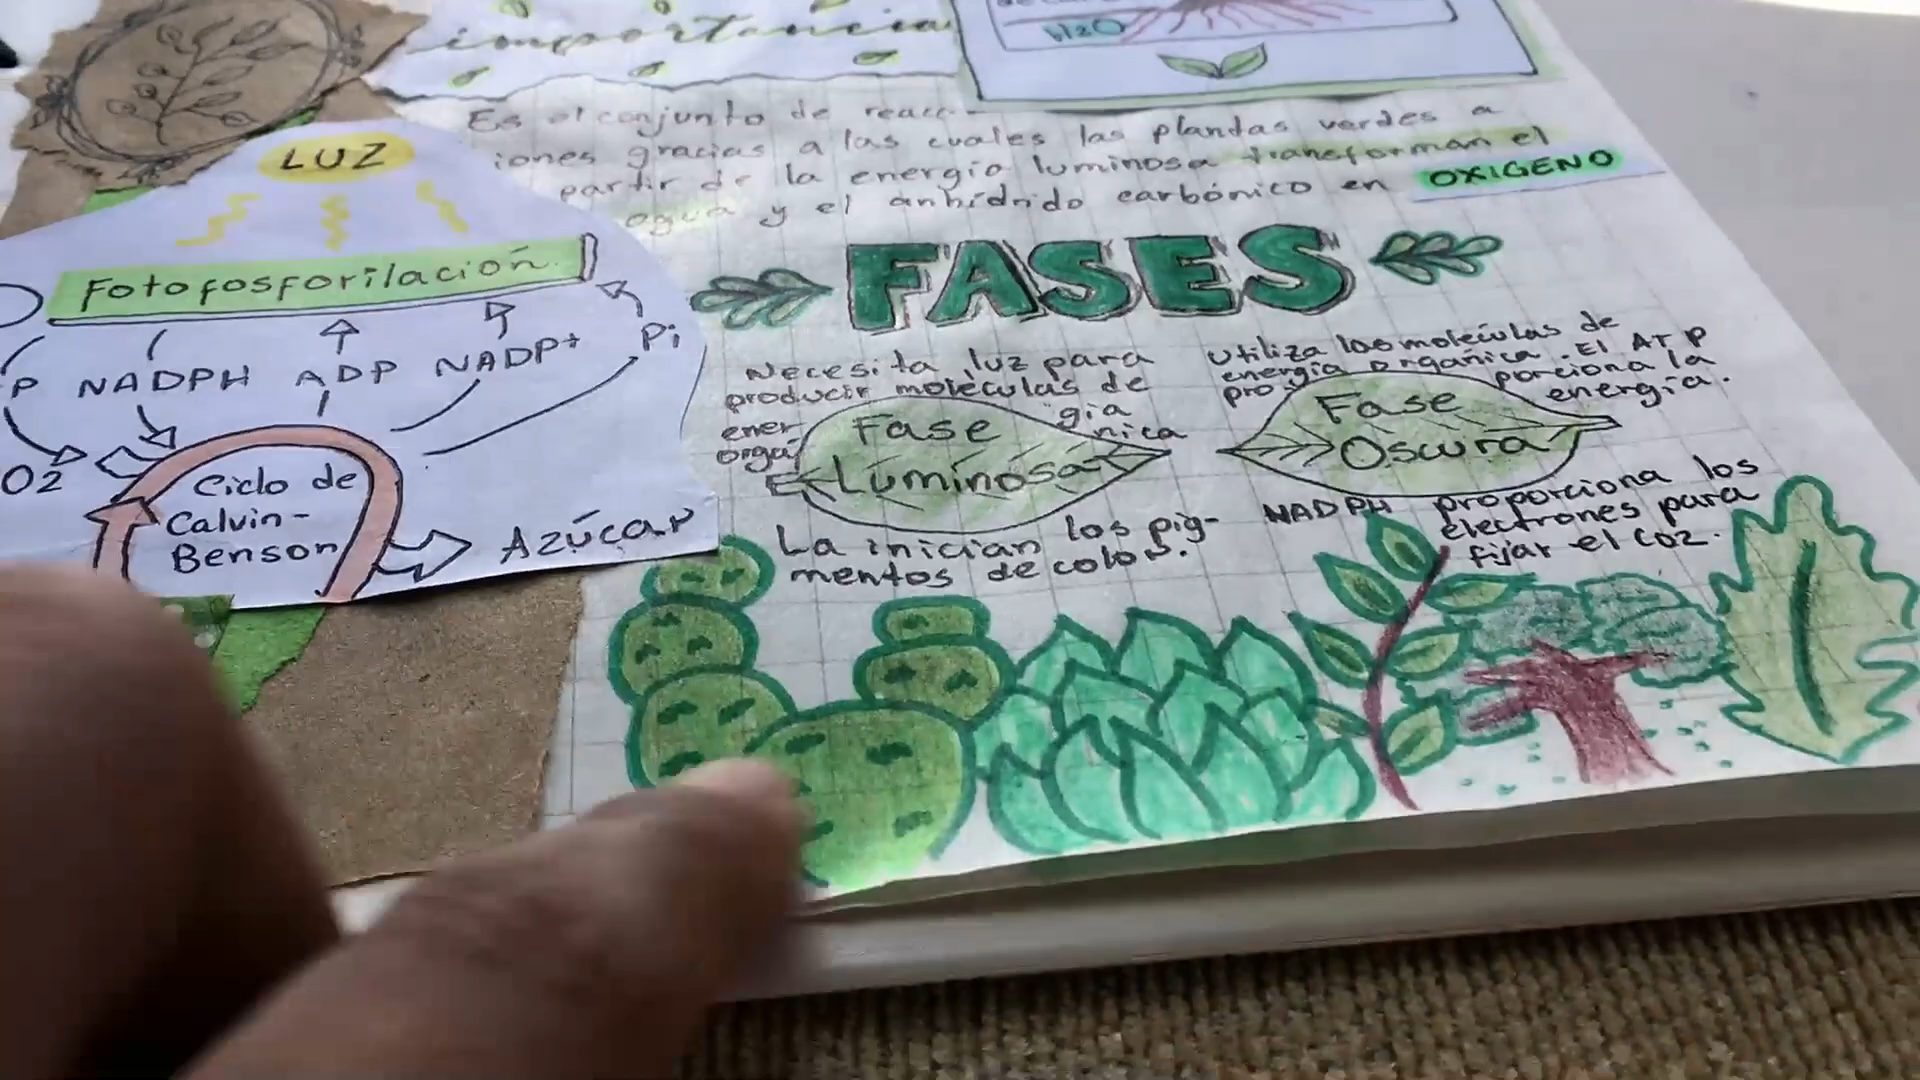 importancia
H2O
Es el conjunto de reacc-
iones gracias a las cuales las plantas verdes a
partir de la energía luminosa transforman el
agua y el anhídrido carbónico en OXIGENO
LUZ
Fotofosforilación.
P NADPH ADP NADP+ Pi
O2
Ciclo de
Calvin-
Benson
Azúcar
FASES
Necesita luz para
producir moléculas de
ener gía
orgá nica
Fase
Luminosa
La inician los pig-
mentos de color.
Utiliza las moléculas de
energía orgánica. El ATP
pro porciona la
energía.
Fase
Oscura
NADPH proporciona los
electrones para
fijar el CO2.